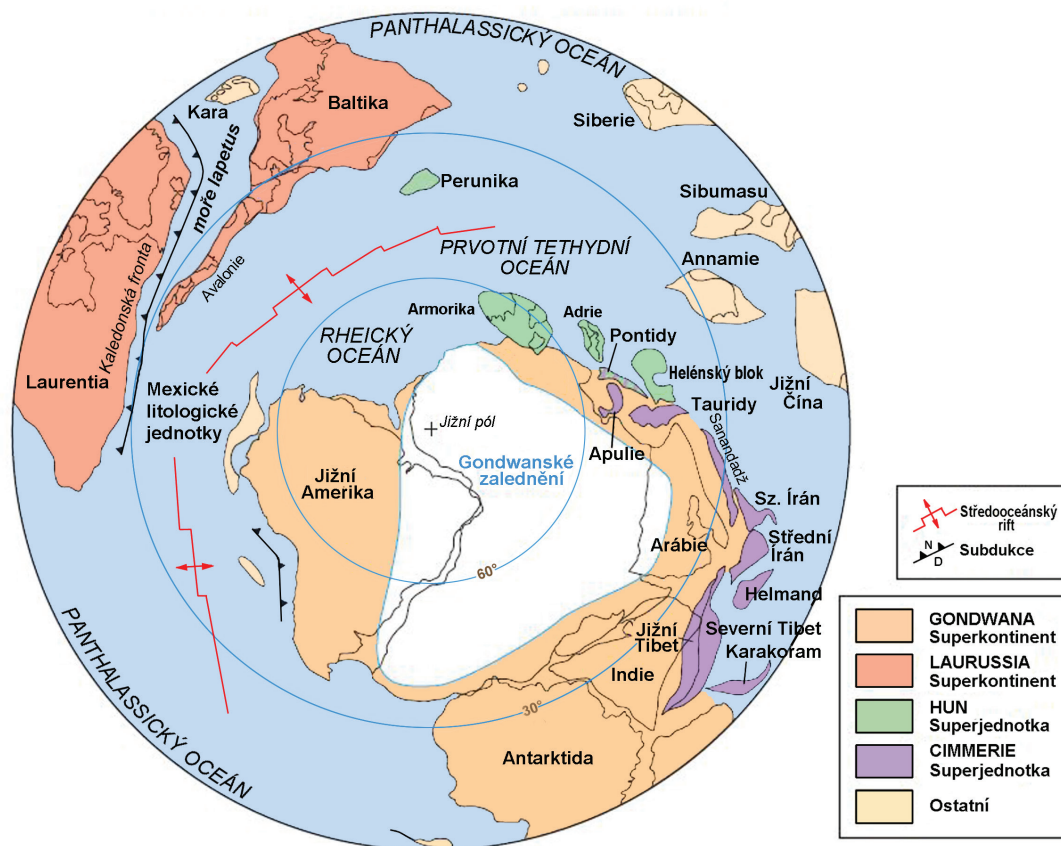 PANTHALASSICKÝ OCEÁN
Kara
Baltika
Siberie
moře Iapetus
Perunika
Sibumasu
PRVOTNÍ TETHYDNÍ
OCEÁN
Annamie
Avalonie
Kaledonská fronta
Armorika
Adrie
Pontidy
RHEICKÝ
OCEÁN
Helénský blok
Laurentia
Mexické
litologické
jednotky
Jižní
Čína
Tauridy
Jižní pól
Sanandadž
Apulie
Gondwanské
zalednění
Jižní
Amerika
Sz. Írán
Arábie
Střední
Írán
60°
Helmand
Jižní
Tibet
Severní Tibet
Karakoram
Indie
30°
PANTHALASSICKÝ OCEÁN
Antarktida
Středooceánský
rift
N
D
Subdukce
GONDWANA
Superkontinent
LAURUSSIA
Superkontinent
HUN
Superjednotka
CIMMERIE
Superjednotka
Ostatní